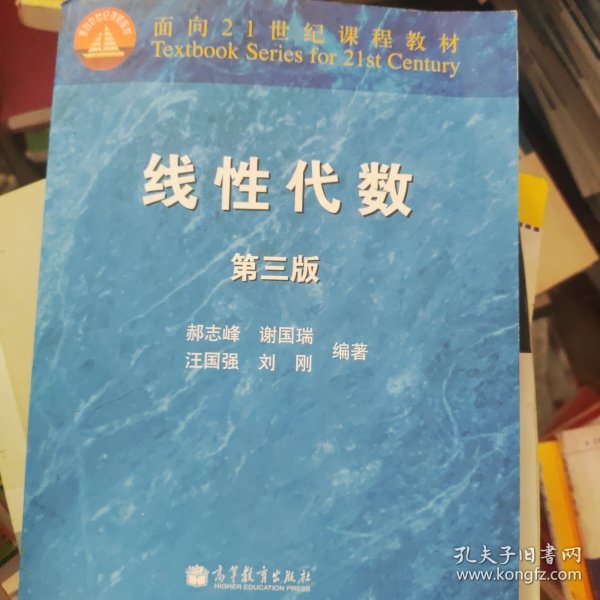 面向21世纪课程教材
Textbook Series for 21st Century
线性代数
第三版
郝志峰 谢国瑞
汪国强 刘 刚
编著
高等教育出版社
HIGHER EDUCATION PRESS
孔夫子旧书网
www.kongfz.com